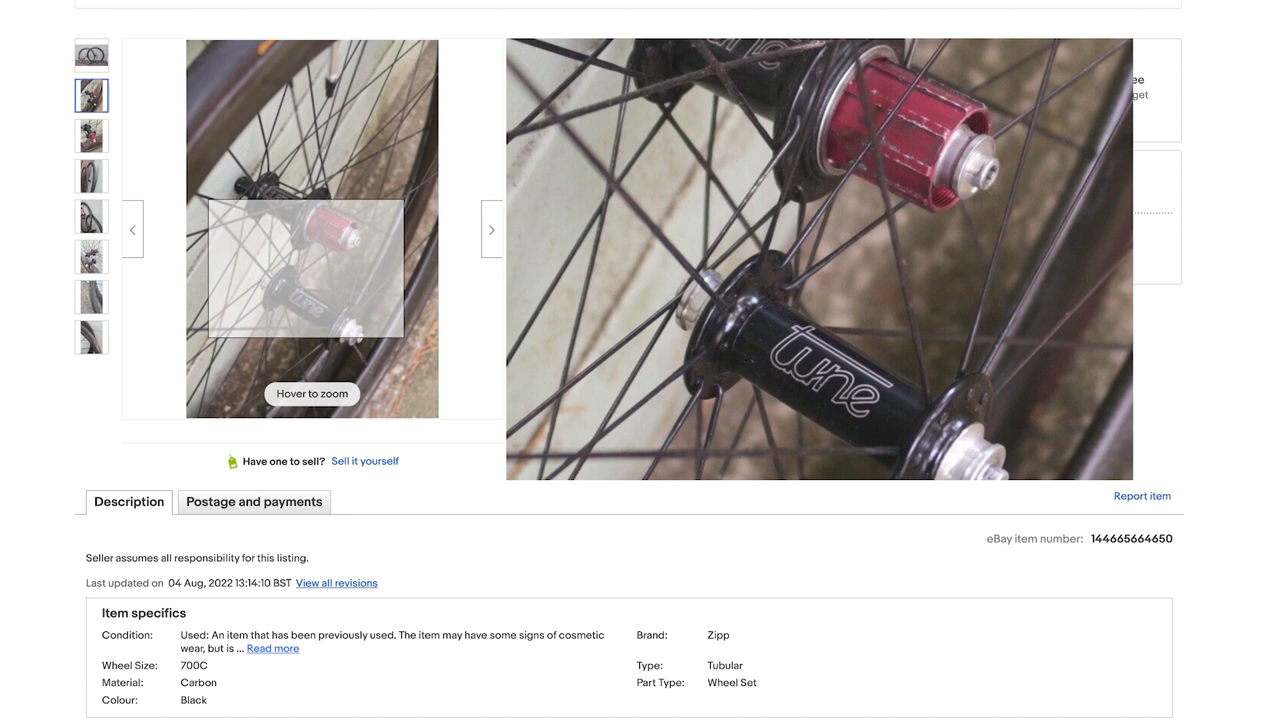 ee
get
tune
Hover to zoom
Have one to sell? Sell it yourself
Description
Postage and payments
Report item
eBay item number: 144665664650
Seller assumes all responsibility for this listing.
Last updated on 04 Aug, 2022 13:14:10 BST View all revisions
Item specifics
Condition: Used: An item that has been previously used. The item may have some signs of cosmetic
wear, but is ... Read more
Brand: Zipp
Wheel Size: 700C
Type: Tubular
Material: Carbon
Part Type: Wheel Set
Colour: Black